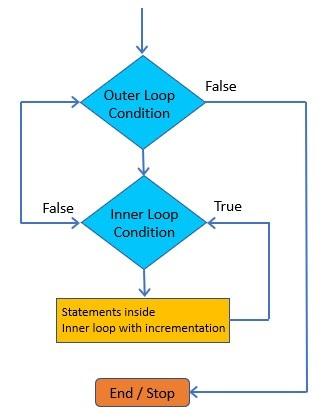 Outer Loop
Condition
False
Inner Loop
Condition
False
True
Statements inside
Inner loop with incrementation
End / Stop